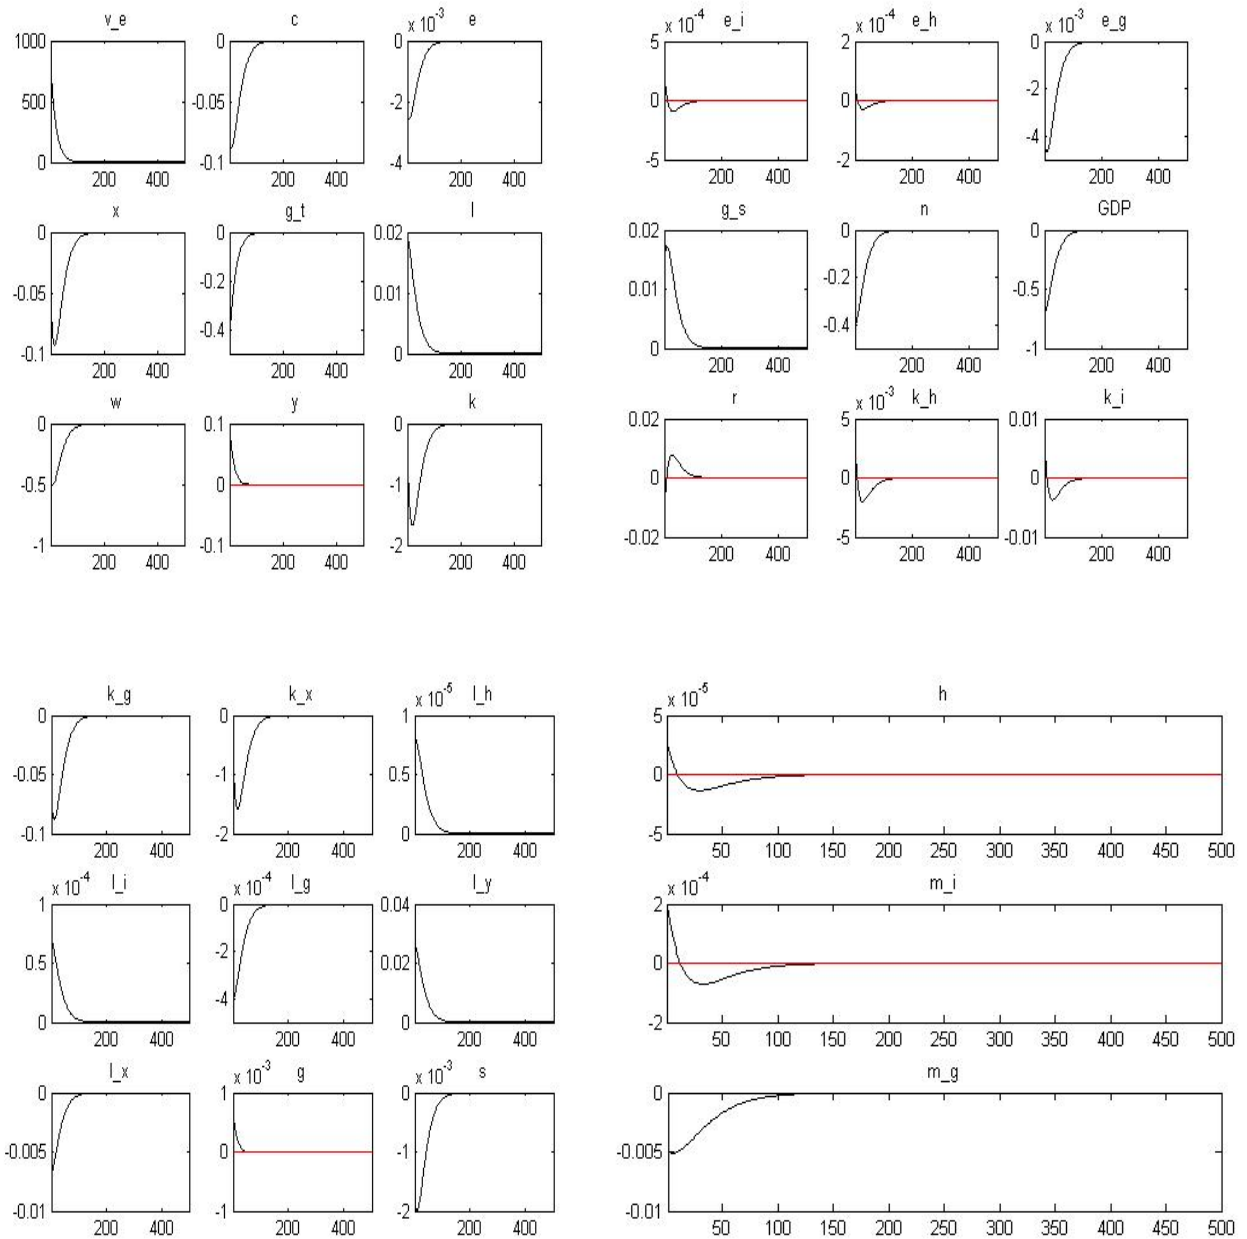 v_e
1000
500
0
200 400
c
0
-0.05
-0.1
200 400
x 10^-3
e
0
-2
-4
200 400
x
0
-0.05
-0.1
200 400
g_t
0
-0.2
-0.4
200 400
l
0.02
0.01
0
200 400
w
0
-0.5
-1
200 400
y
0.1
0
-0.1
200 400
k
0
-1
-2
200 400
x 10^-4
e_i
5
0
-5
200 400
x 10^-4
e_h
2
0
-2
200 400
x 10^-3
e_g
0
-2
-4
200 400
g_s
0.02
0.01
0
200 400
n
0
-0.2
-0.4
200 400
GDP
0
-0.5
-1
200 400
r
0.02
0
-0.02
200 400
x 10^-3
k_h
5
0
-5
200 400
k_i
0.01
0
-0.01
200 400
k_g
0
-0.05
-0.1
200 400
k_x
0
-1
-2
200 400
x 10^-5
l_h
1
0.5
0
200 400
x 10^-4
l_i
1
0.5
0
200 400
x 10^-4
l_g
0
-2
-4
200 400
l_y
0.04
0.02
0
200 400
l_x
0
-0.005
-0.01
200 400
x 10^-3
g
1
0
-1
200 400
x 10^-3
s
0
-1
-2
200 400
x 10^-5
h
5
0
-5
50 100 150 200 250 300 350 400 450 500
x 10^-4
m_i
2
0
-2
50 100 150 200 250 300 350 400 450 500
m_g
0
-0.005
-0.01
50 100 150 200 250 300 350 400 450 500